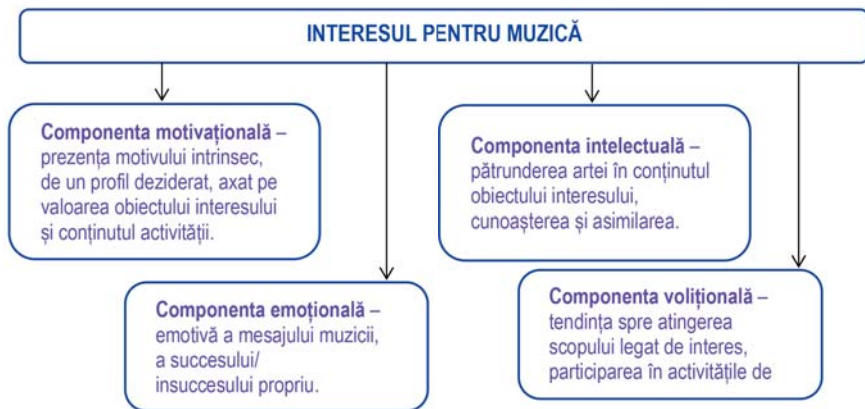 INTERESUL PENTRU MUZICĂ
Componenta motivațională –
prezența motivului intrinsec,
de un profil deziderat, axat pe
valoarea obiectului interesului
și conținutul activității.
Componenta intelectuală –
pătrunderea artei în conținutul
obiectului interesului,
cunoașterea și asimilarea.
Componenta emoțională –
emotivă a mesajului muzicii,
a succesului/
insuccesului propriu.
Componenta volițională –
tendința spre atingerea
scopului legat de interes,
participarea în activitățile de